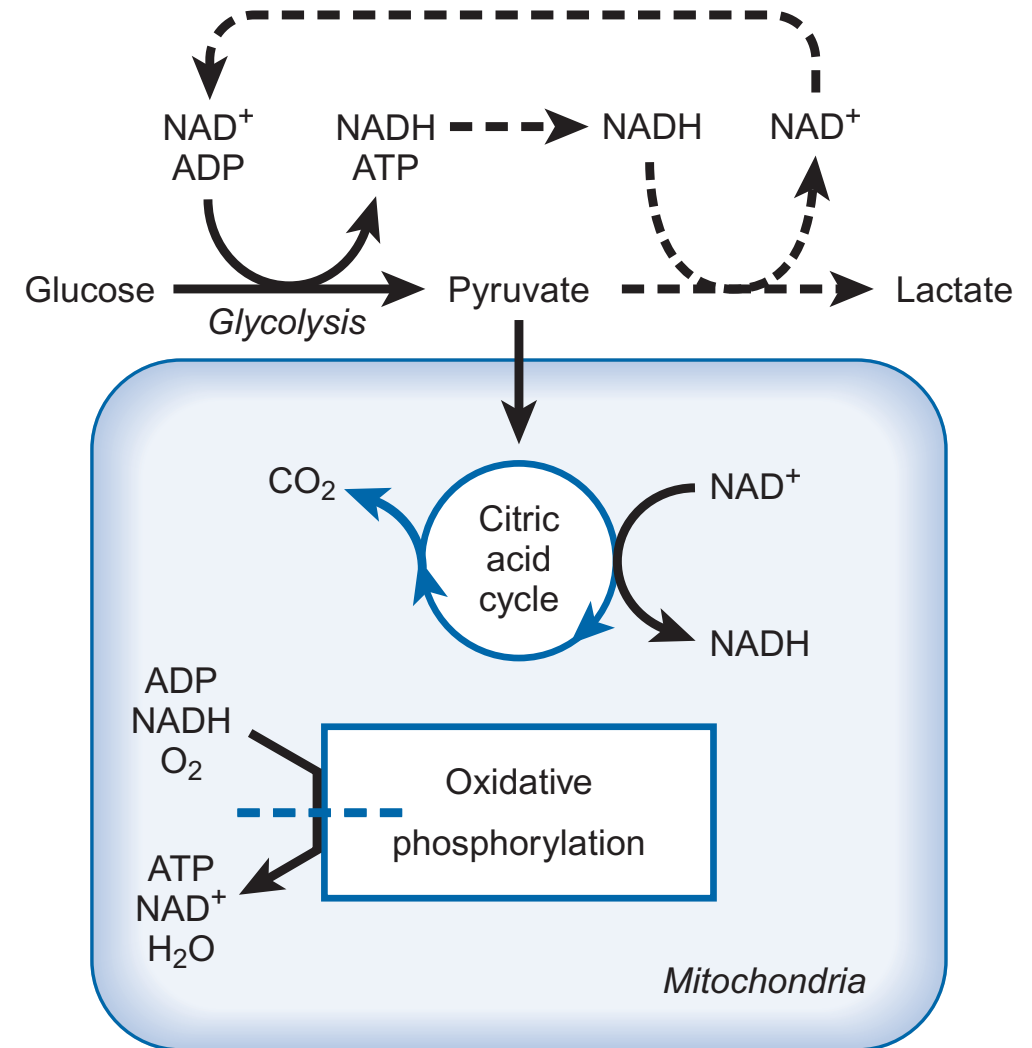 NAD⁺ NADH NADH NAD⁺
ADP ATP
Glucose Pyruvate Lactate
Glycolysis
CO₂
Citric
acid
cycle
NAD⁺
NADH
ADP
NADH
O₂
Oxidative
phosphorylation
ATP
NAD⁺
H₂O
Mitochondria